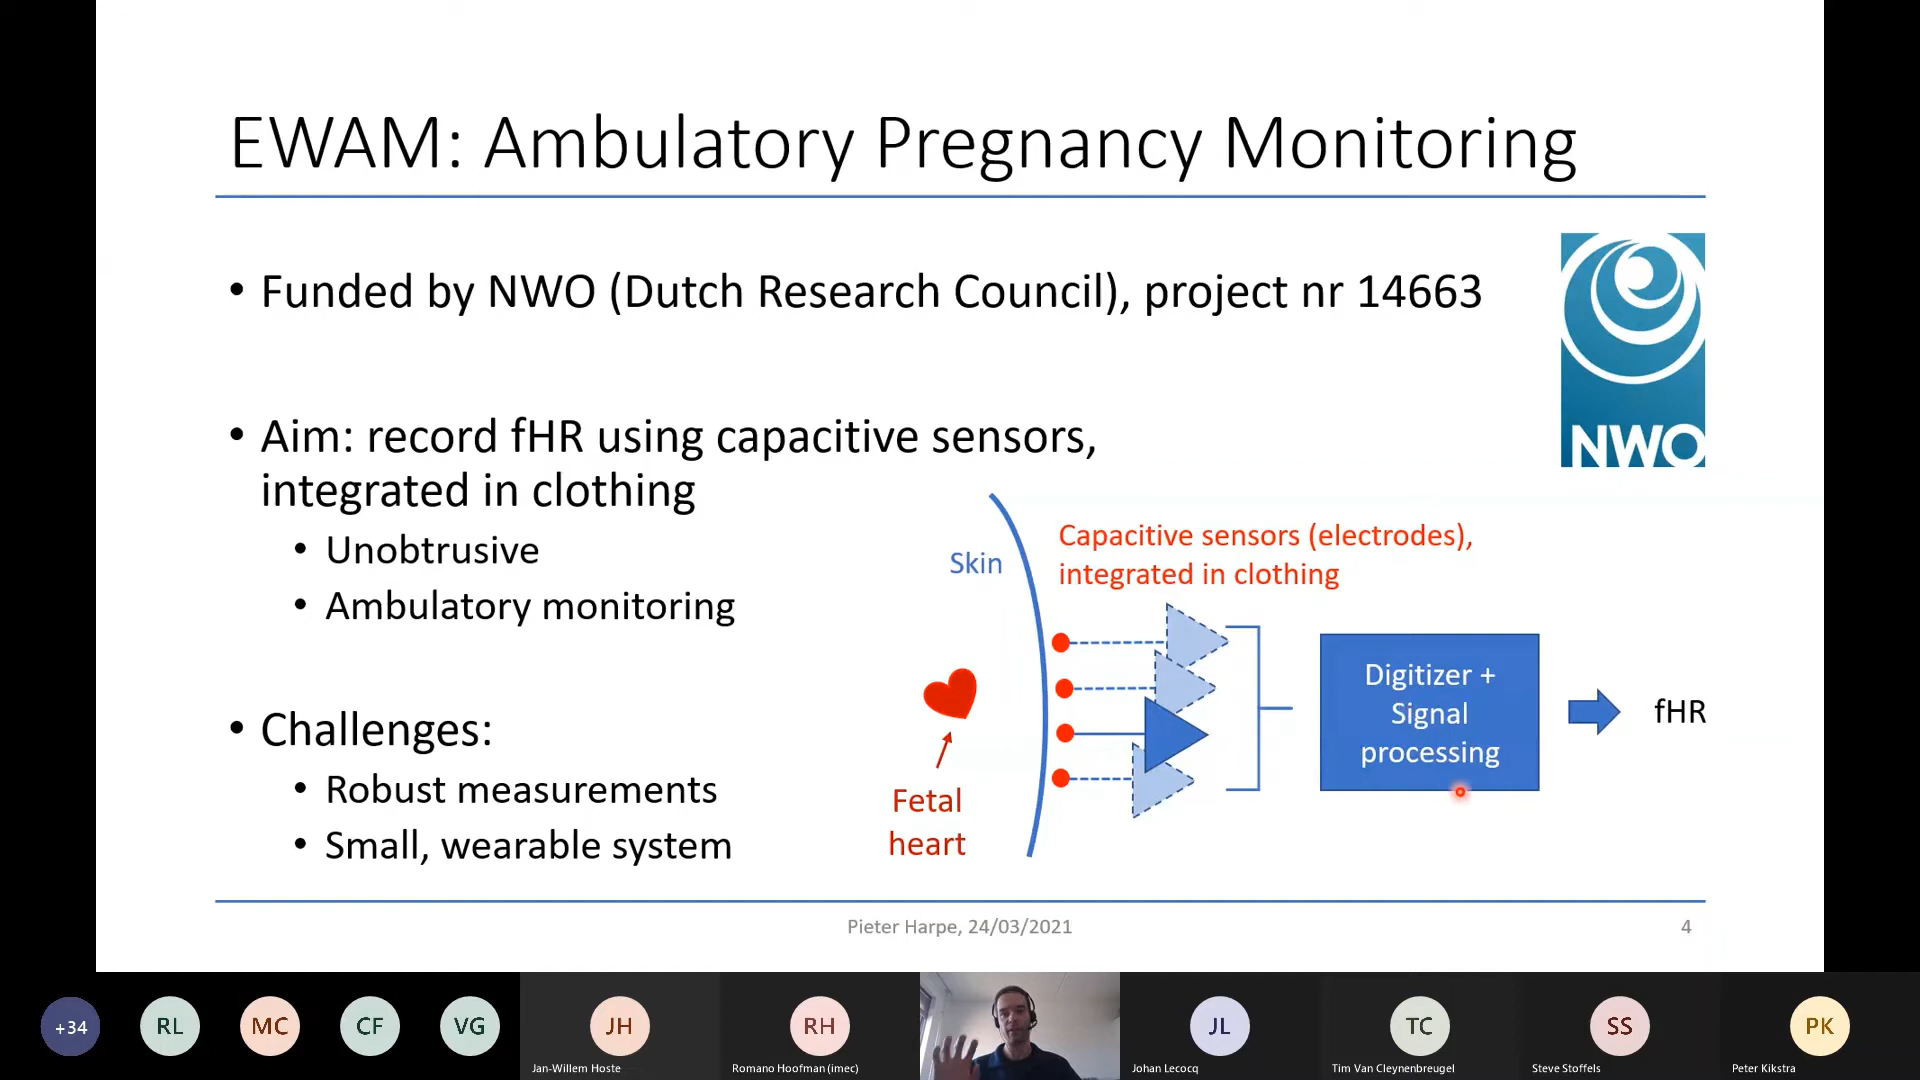 EWAM: Ambulatory Pregnancy Monitoring
• Funded by NWO (Dutch Research Council), project nr 14663
NWO
• Aim: record fHR using capacitive sensors,
integrated in clothing
• Unobtrusive
• Ambulatory monitoring
• Challenges:
• Robust measurements
• Small, wearable system
Skin
Capacitive sensors (electrodes),
integrated in clothing
Fetal
heart
Digitizer +
Signal
processing
fHR
Pieter Harpe, 24/03/2021
4
+34
RL
MC
CF
VG
JH
Jan-Willem Hoste
RH
Romano Hoofman (imec)
JL
Johan Lecocq
TC
Tim Van Cleynenbreugel
SS
Steve Stoffels
PK
Peter Kikstra